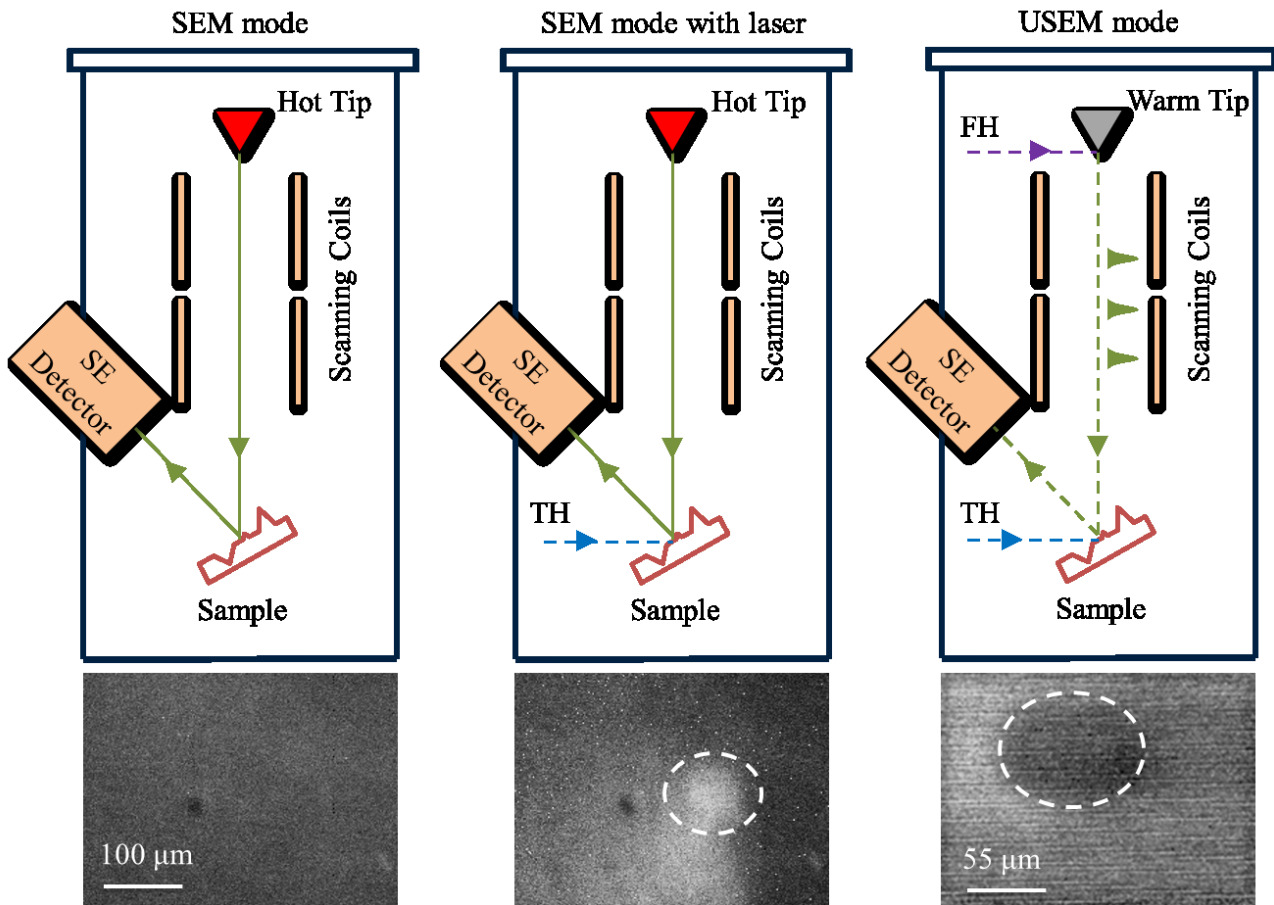 SEM mode
Hot Tip
Scanning Coils
SE
Detector
Sample
100 μm
SEM mode with laser
Hot Tip
Scanning Coils
SE
Detector
TH
Sample
USEM mode
Warm Tip
FH
Scanning Coils
SE
Detector
TH
Sample
55 μm